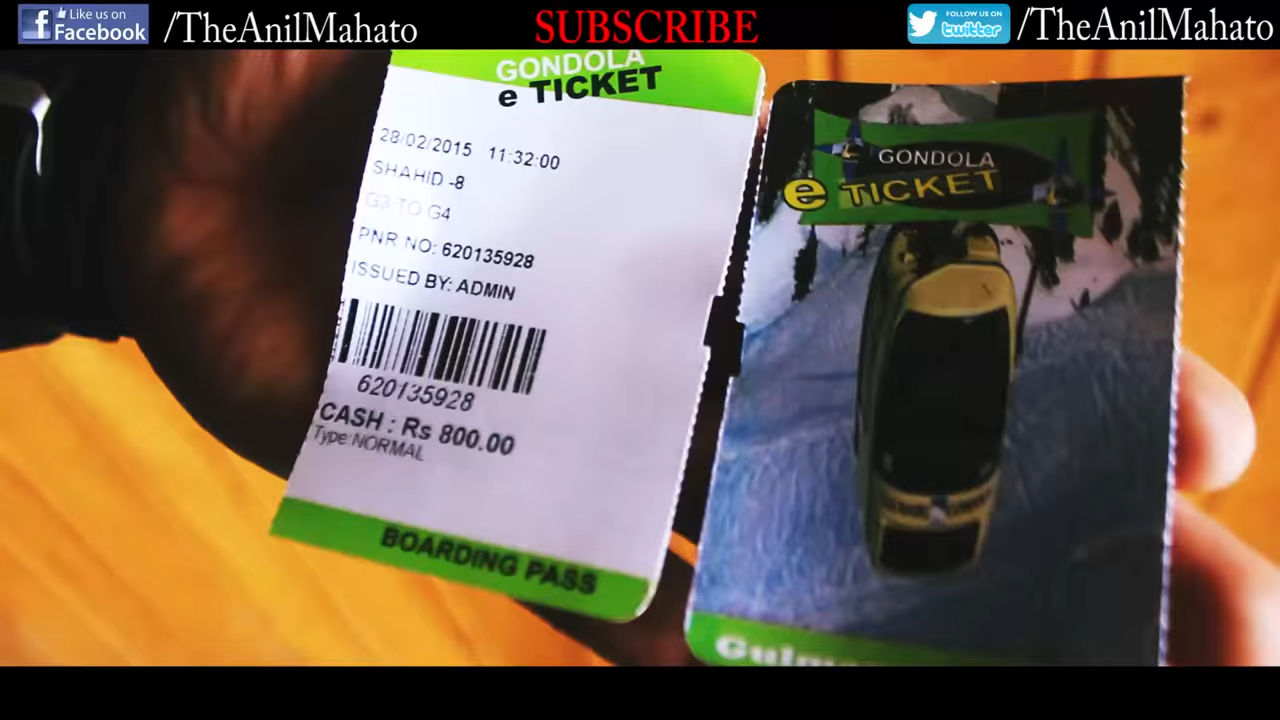 Like us on
Facebook
/TheAnilMahato
SUBSCRIBE
FOLLOW US ON
twitter
/TheAnilMahato
GONDOLA
e TICKET
28/02/2015 11:32:00
SHAHID -8
G3 TO G4
PNR NO: 620135928
ISSUED BY: ADMIN
620135928
CASH : Rs 800.00
Type:NORMAL
BOARDING PASS
GONDOLA
e TICKET